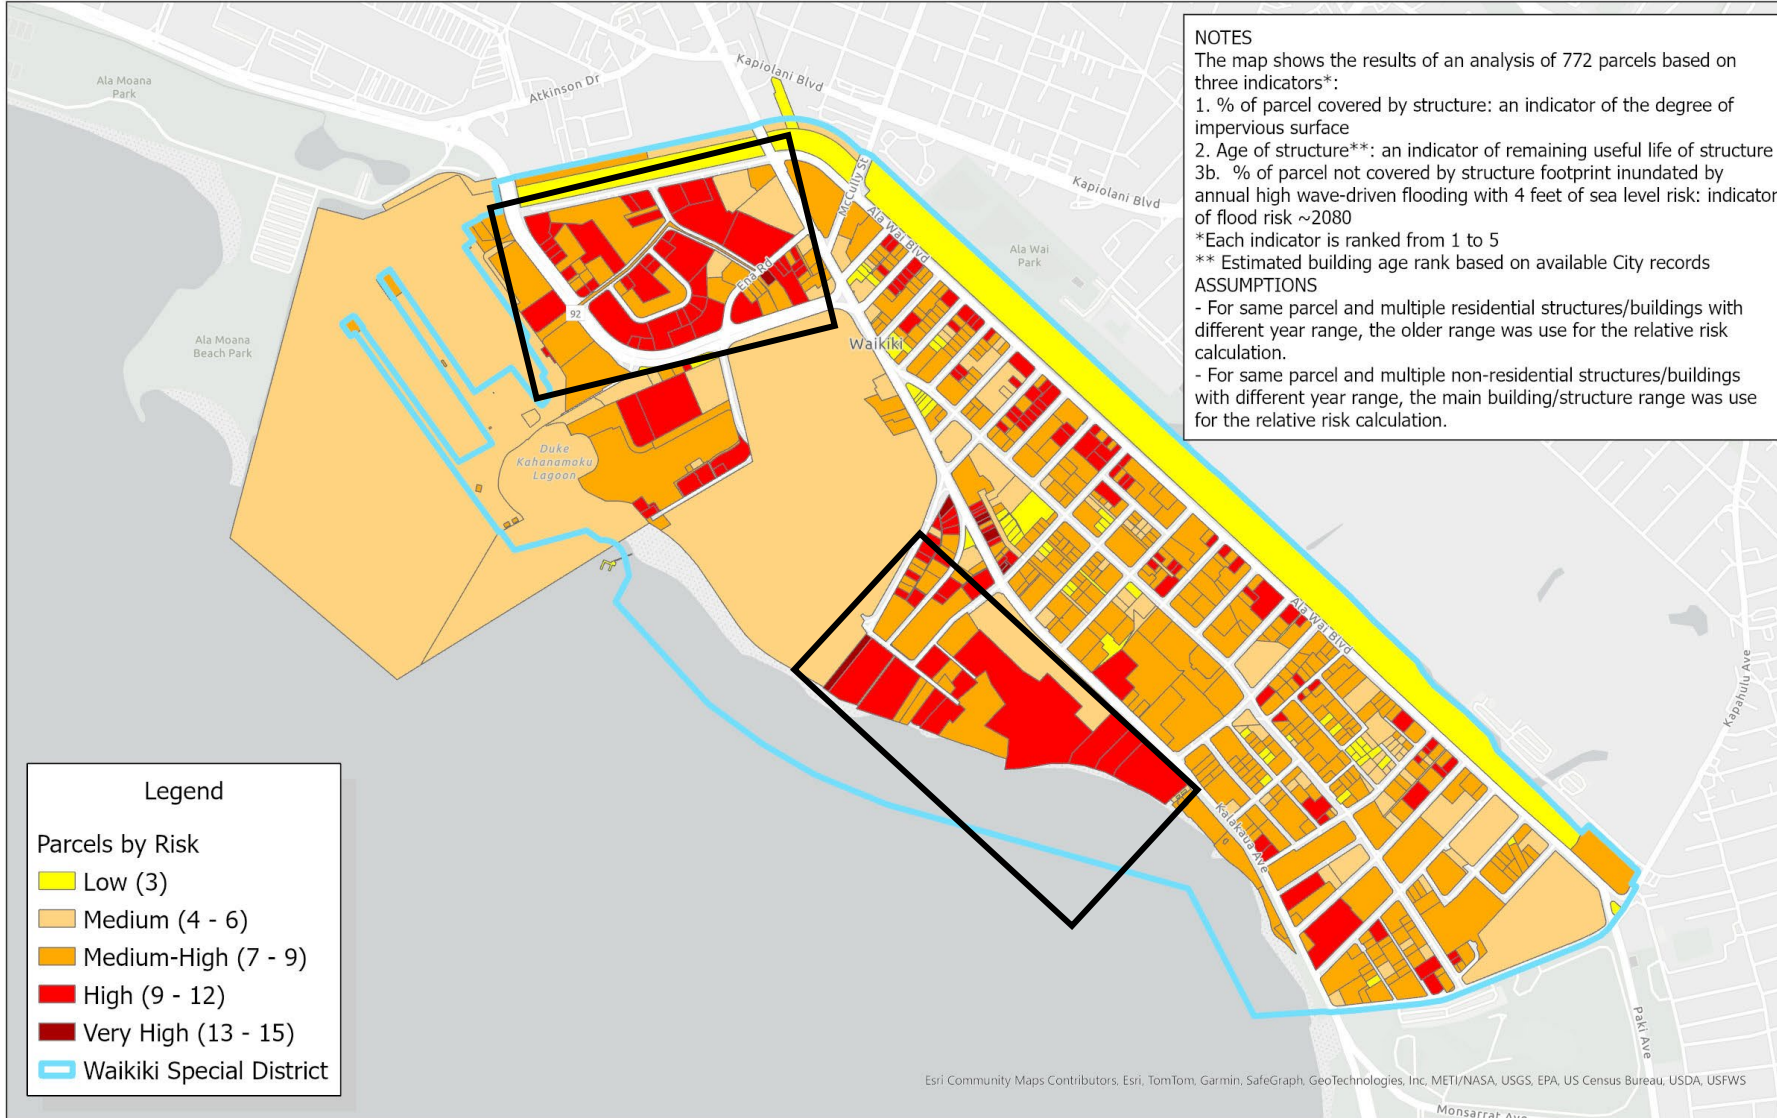 NOTES
The map shows the results of an analysis of 772 parcels based on
three indicators*:
1. % of parcel covered by structure: an indicator of the degree of
impervious surface
2. Age of structure**: an indicator of remaining useful life of structure
3b. % of parcel not covered by structure footprint inundated by
annual high wave-driven flooding with 4 feet of sea level risk: indicator
of flood risk ~2080
*Each indicator is ranked from 1 to 5
** Estimated building age rank based on available City records
ASSUMPTIONS
- For same parcel and multiple residential structures/buildings with
different year range, the older range was use for the relative risk
calculation.
- For same parcel and multiple non-residential structures/buildings
with different year range, the main building/structure range was use
for the relative risk calculation.
Ala Moana
Park
Atkinson Dr
Kapiolani Blvd
Kapiolani Blvd
McCully St
Ala Wai Blvd
Ala Wai
Park
Ena Rd
92
Ala Moana
Beach Park
Waikiki
Duke
Kahanamaku
Lagoon
Ala Wai Blvd
Kapahulu Ave
Kalakaua Ave
Paki Ave
Monsarrat Ave
Legend
Parcels by Risk
Low (3)
Medium (4 - 6)
Medium-High (7 - 9)
High (9 - 12)
Very High (13 - 15)
Waikiki Special District
Esri Community Maps Contributors, Esri, TomTom, Garmin, SafeGraph, GeoTechnologies, Inc, METI/NASA, USGS, EPA, US Census Bureau, USDA, USFWS